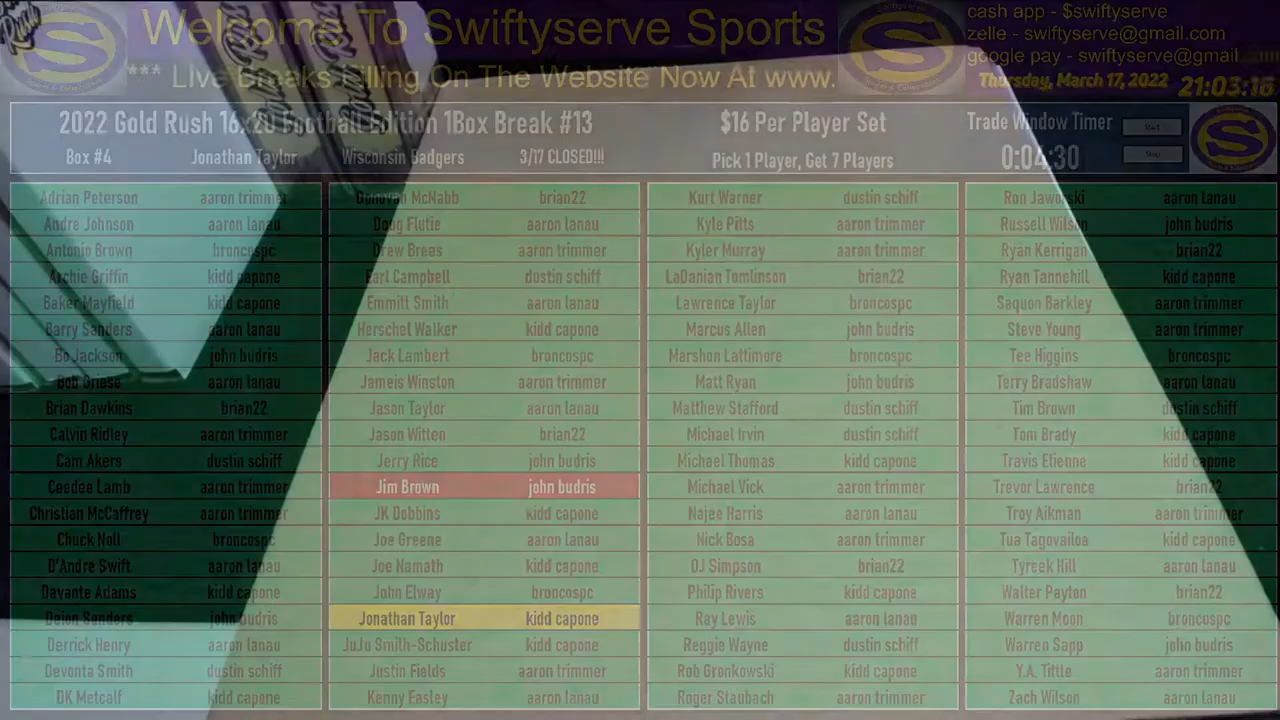 Welcome To Swiftyserve Sports
*** Live Breaks Filling On The Website Now At www.
cash app - $swiftyserve
zelle - swiftyserve@gmail
google pay - swiftyserve@gmail
Thursday, March 17, 2022 21:03:16
2022 Gold Rush 16x20 Football Edition 1Box Break #13
$16 Per Player Set
Trade Window Timer
Box #4 Jonathan Taylor Wisconsin Badgers 3/17 CLOSED!!!
Pick 1 Player, Get 7 Players
0:04:30
Start
Stop
Adrian Peterson aaron trimmer Donovan McNabb brian22 Kurt Warner dustin schiff Ron Jaworski aaron lanau
Andre Johnson aaron lanau Doug Flutie aaron lanau Kyle Pitts aaron trimmer Russell Wilson john budris
Antonio Brown broncospc Drew Brees aaron trimmer Kyler Murray aaron trimmer Ryan Kerrigan brian22
Archie Griffin kidd capone Earl Campbell dustin schiff LaDanian Tomlinson brian22 Ryan Tannehill kidd capone
Baker Mayfield kidd capone Emmitt Smith aaron lanau Lawrence Taylor broncospc Saquon Barkley aaron trimmer
Barry Sanders aaron lanau Herschel Walker kidd capone Marcus Allen john budris Steve Young aaron trimmer
Bo Jackson john budris Jack Lambert broncospc Marshon Lattimore broncospc Tee Higgins broncospc
Bob Griese aaron lanau Jameis Winston aaron trimmer Matt Ryan john budris Terry Bradshaw aaron lanau
Brian Dawkins brian22 Jason Taylor aaron lanau Matthew Stafford dustin schiff Tim Brown dustin schiff
Calvin Ridley aaron trimmer Jason Witten brian22 Michael Irvin dustin schiff Tom Brady kidd capone
Cam Akers dustin schiff Jerry Rice john budris Michael Thomas kidd capone Travis Etienne kidd capone
Ceedee Lamb aaron trimmer Jim Brown john budris Michael Vick aaron trimmer Trevor Lawrence brian22
Christian McCaffrey aaron trimmer JK Dobbins kidd capone Najee Harris aaron lanau Troy Aikman aaron trimmer
Chuck Noll broncospc Joe Greene aaron lanau Nick Bosa aaron trimmer Tua Tagovailoa kidd capone
D'Andre Swift aaron lanau Joe Namath kidd capone OJ Simpson brian22 Tyreek Hill aaron lanau
Davante Adams kidd capone John Elway broncospc Philip Rivers kidd capone Walter Payton brian22
Deion Sanders john budris Jonathan Taylor kidd capone Ray Lewis aaron lanau Warren Moon broncospc
Derrick Henry aaron lanau JuJu Smith-Schuster kidd capone Reggie Wayne dustin schiff Warren Sapp john budris
Devonta Smith dustin schiff Justin Fields aaron trimmer Rob Gronkowski kidd capone Y.A. Tittle aaron trimmer
DK Metcalf kidd capone Kenny Easley aaron lanau Roger Staubach aaron trimmer Zach Wilson aaron lanau